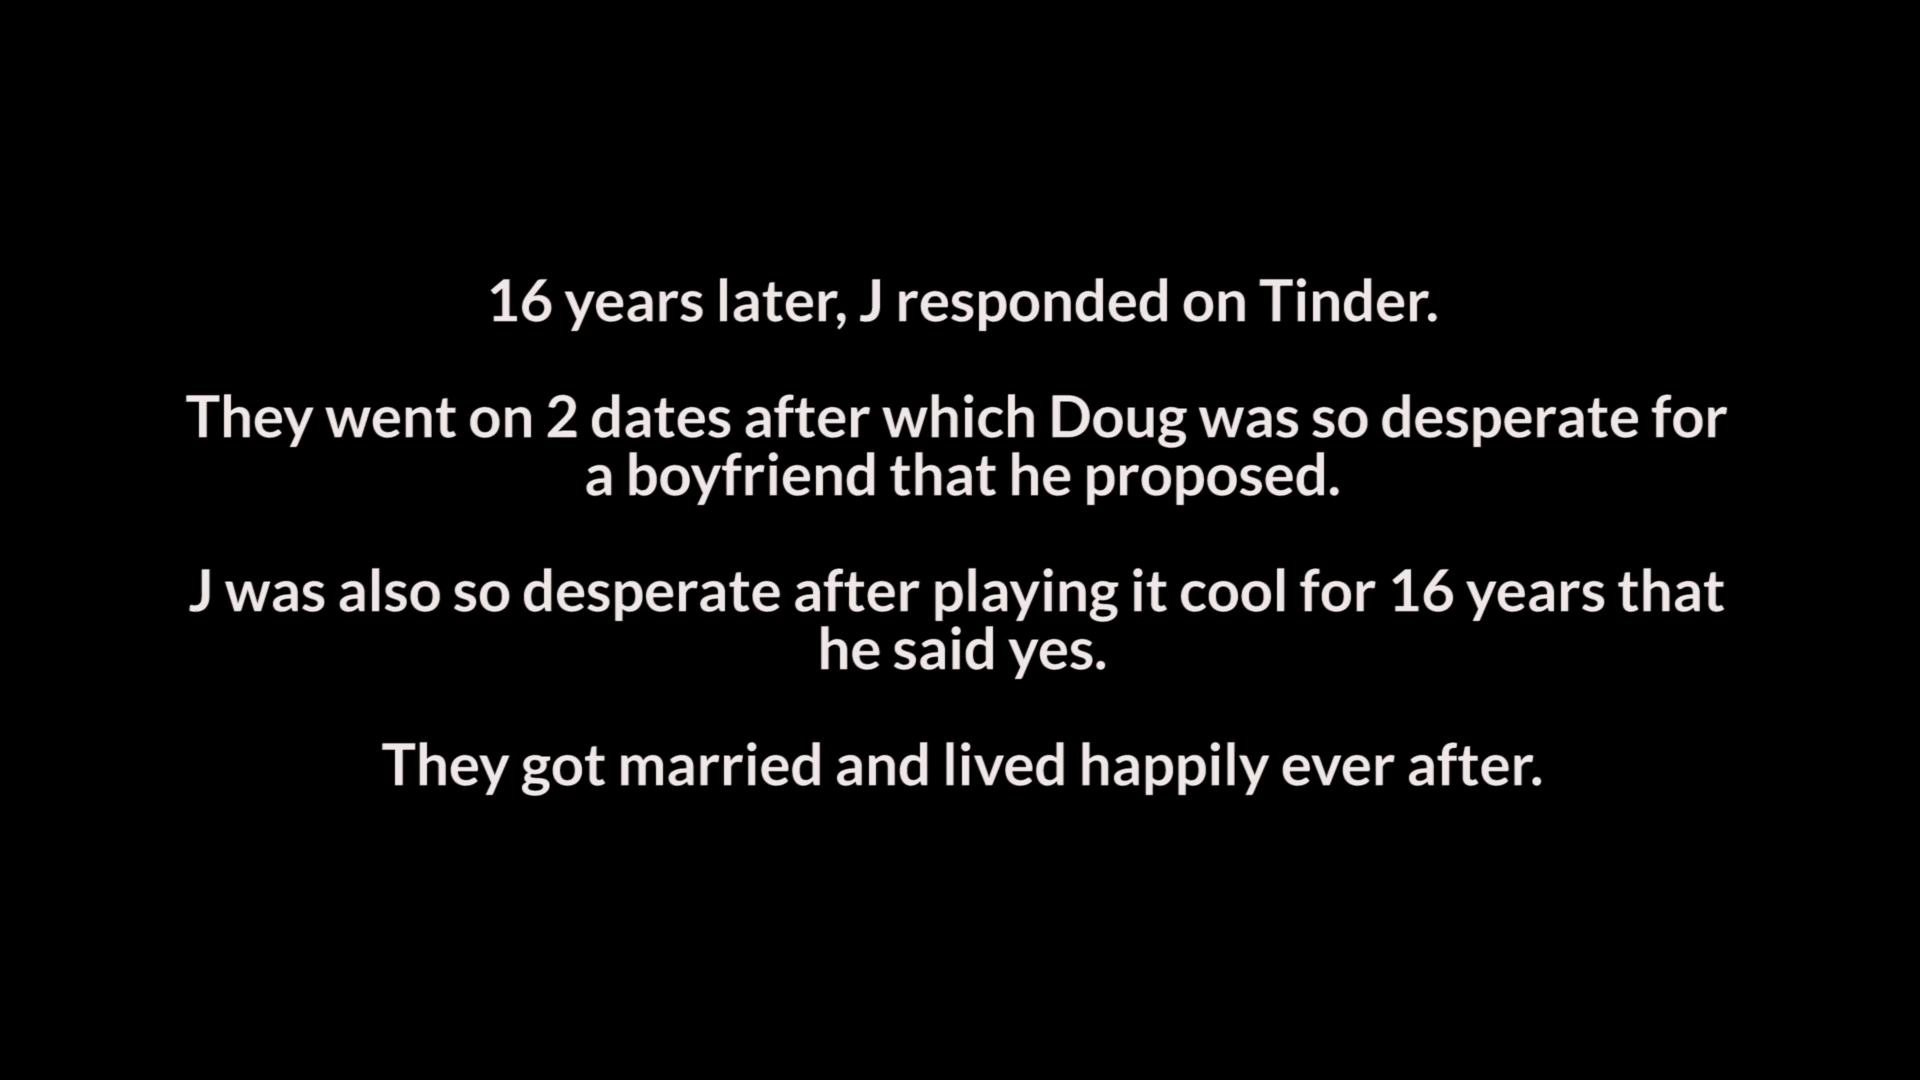 16 years later, J responded on Tinder.
They went on 2 dates after which Doug was so desperate for
a boyfriend that he proposed.
J was also so desperate after playing it cool for 16 years that
he said yes.
They got married and lived happily ever after.